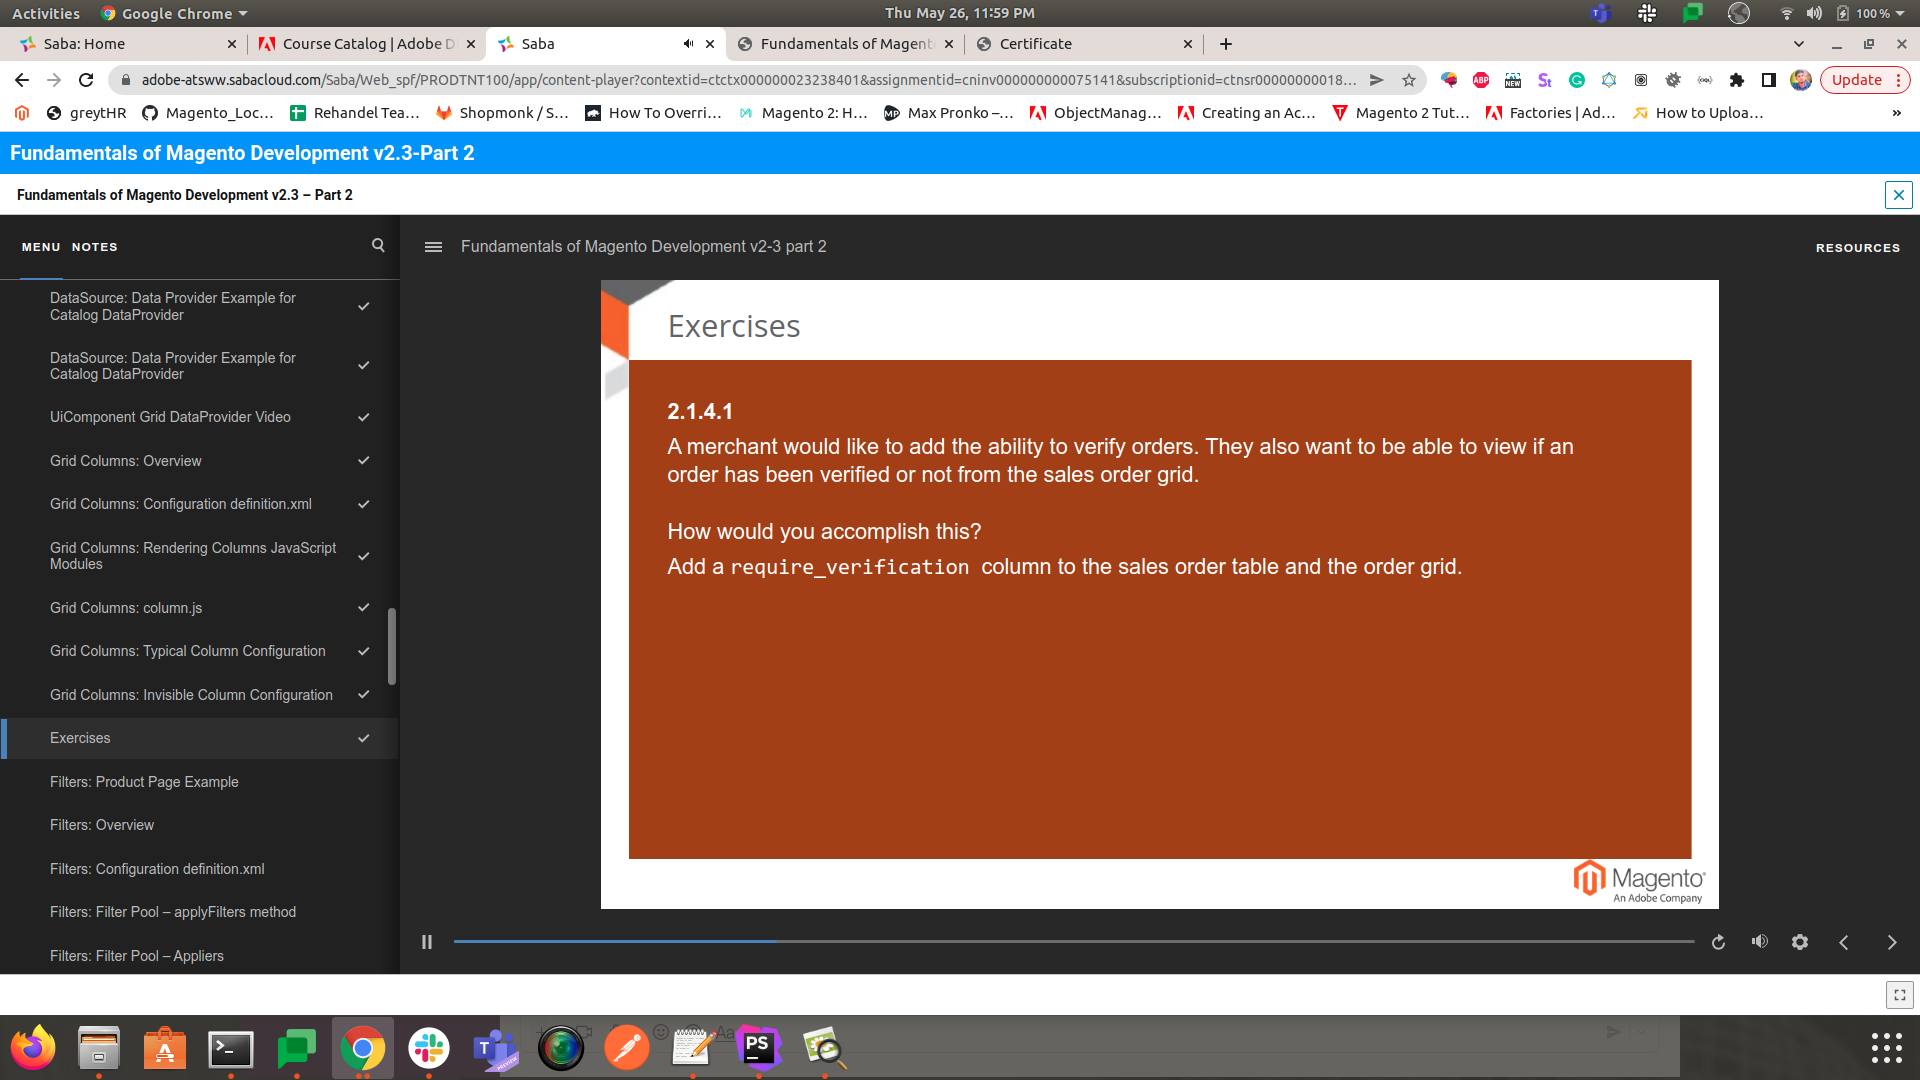 Activities Google Chrome Thu May 26, 11:59 PM 100 %
Saba: Home Course Catalog | Adobe D Saba Fundamentals of Magent Certificate
adobe-atsww.sabacloud.com/Saba/Web_spf/PRODTNT100/app/content-player?contextid=ctctx000000023238401&assignmentid=cninv000000000075141&subscriptionid=ctnsr00000000018... ABP NEW St Update
greytHR Magento_Loc... Rehandel Tea... Shopmonk / S... How To Overri... Magento 2: H... MP Max Pronko –... ObjectManag... Creating an Ac... Magento 2 Tut... Factories | Ad... How to Uploa... »
Fundamentals of Magento Development v2.3-Part 2
Fundamentals of Magento Development v2.3 – Part 2
MENU NOTES
Fundamentals of Magento Development v2-3 part 2
RESOURCES
DataSource: Data Provider Example for
Catalog DataProvider
DataSource: Data Provider Example for
Catalog DataProvider
UiComponent Grid DataProvider Video
Grid Columns: Overview
Grid Columns: Configuration definition.xml
Grid Columns: Rendering Columns JavaScript
Modules
Grid Columns: column.js
Grid Columns: Typical Column Configuration
Grid Columns: Invisible Column Configuration
Exercises
Filters: Product Page Example
Filters: Overview
Filters: Configuration definition.xml
Filters: Filter Pool – applyFilters method
Filters: Filter Pool – Appliers
Exercises
2.1.4.1
A merchant would like to add the ability to verify orders. They also want to be able to view if an
order has been verified or not from the sales order grid.
How would you accomplish this?
Add a require_verification column to the sales order table and the order grid.
Magento
An Adobe Company
PS